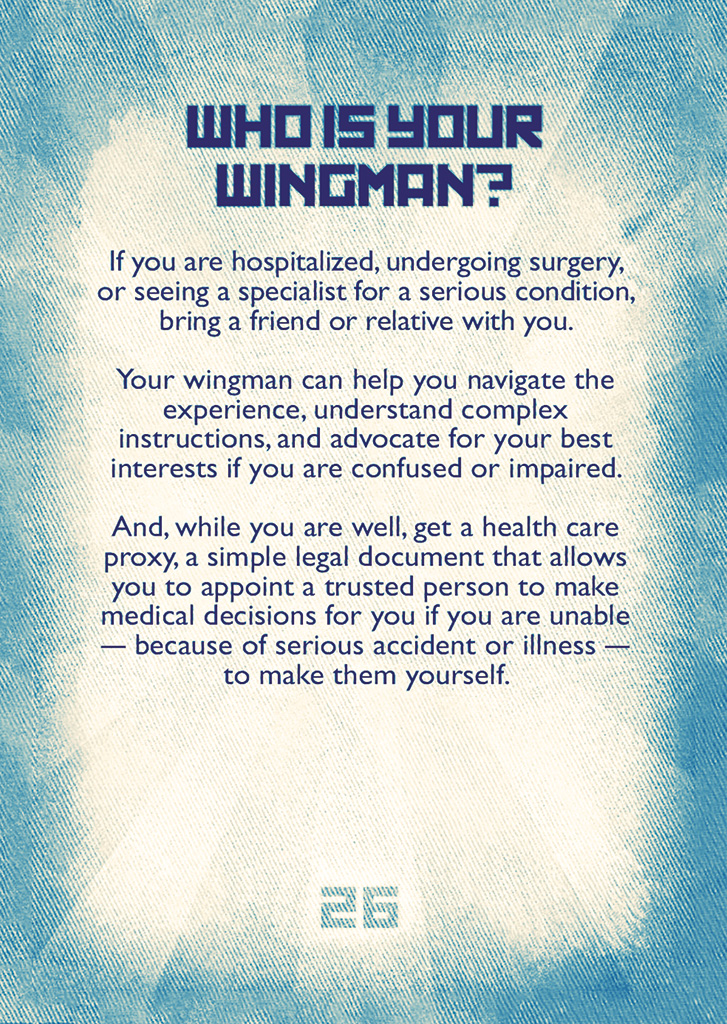 WHO IS YOUR
WINGMAN?
If you are hospitalized, undergoing surgery,
or seeing a specialist for a serious condition,
bring a friend or relative with you.
Your wingman can help you navigate the
experience, understand complex
instructions, and advocate for your best
interests if you are confused or impaired.
And, while you are well, get a health care
proxy, a simple legal document that allows
you to appoint a trusted person to make
medical decisions for you if you are unable
— because of serious accident or illness —
to make them yourself.
26